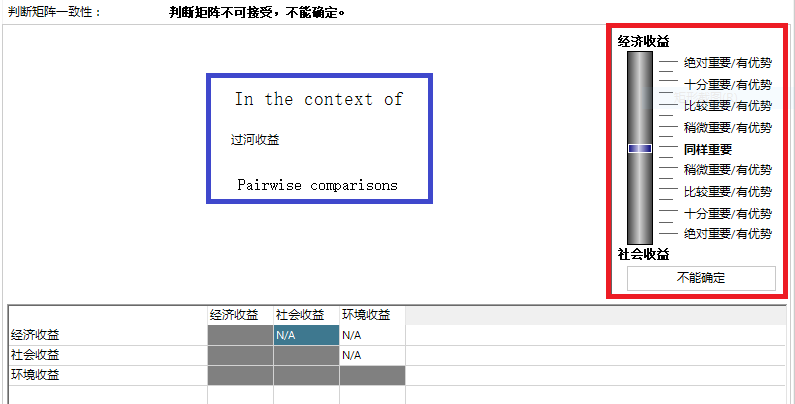 判断矩阵一致性： 判断矩阵不可接受，不能确定。
In the context of
过河收益
Pairwise comparisons
经济收益
绝对重要/有优势
十分重要/有优势
比较重要/有优势
稍微重要/有优势
同样重要
稍微重要/有优势
比较重要/有优势
十分重要/有优势
绝对重要/有优势
社会收益
不能确定
经济收益 社会收益 环境收益
经济收益 N/A N/A
社会收益 N/A
环境收益